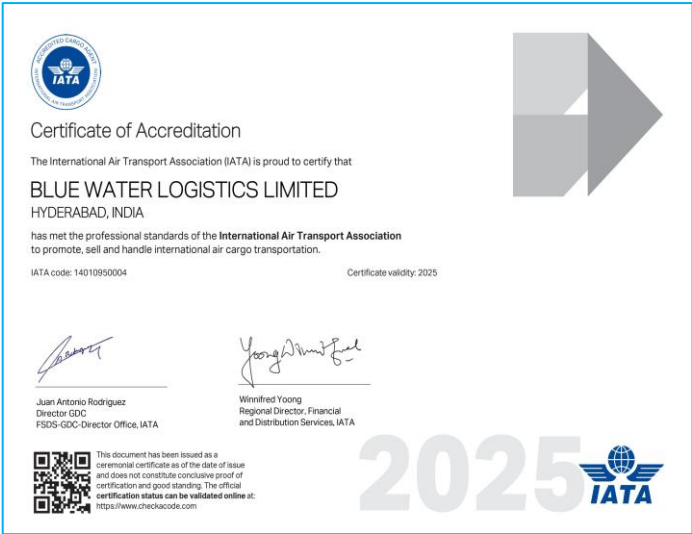 ACCREDITED CARGO AGENT
IATA
INTERNATIONAL AIR TRANSPORT ASSOCIATION
Certificate of Accreditation
The International Air Transport Association (IATA) is proud to certify that
BLUE WATER LOGISTICS LIMITED
HYDERABAD, INDIA
has met the professional standards of the International Air Transport Association
to promote, sell and handle international air cargo transportation.
IATA code: 14010950004
Certificate validity: 2025
Juan Antonio Rodriguez
Director GDC
FSDS-GDC-Director Office, IATA
Winnifred Yoong
Regional Director, Financial
and Distribution Services, IATA
This document has been issued as a
ceremonial certificate as of the date of issue
and does not constitute conclusive proof of
certification and good standing. The official
certification status can be validated online at:
https://www.checkacode.com
2025
IATA